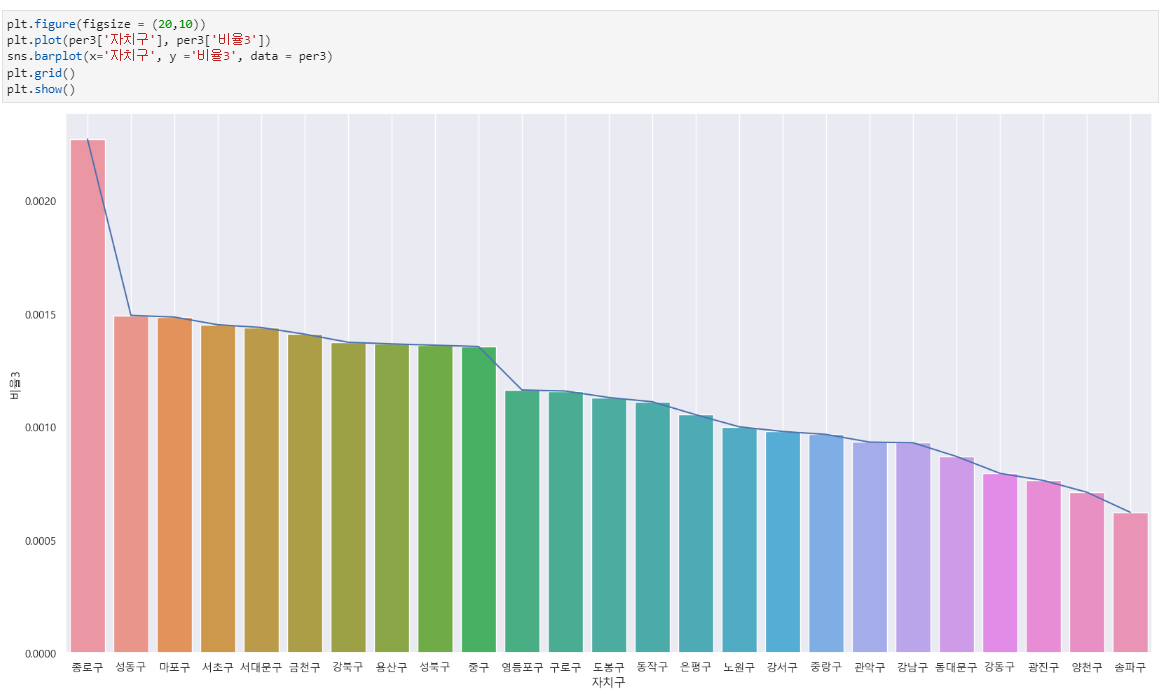 plt.figure(figsize = (20,10))
plt.plot(per3['자치구'], per3['비율3'])
sns.barplot(x='자치구', y ='비율3', data = per3)
plt.grid()
plt.show()
0.0020
0.0015
0.0010
0.0005
0.0000
비율3
종로구 성동구 마포구 서초구 서대문구 금천구 강북구 용산구 성북구 중구 영등포구 구로구 도봉구 동작구 은평구 노원구 강서구 중랑구 관악구 강남구 동대문구 강동구 광진구 양천구 송파구
자치구